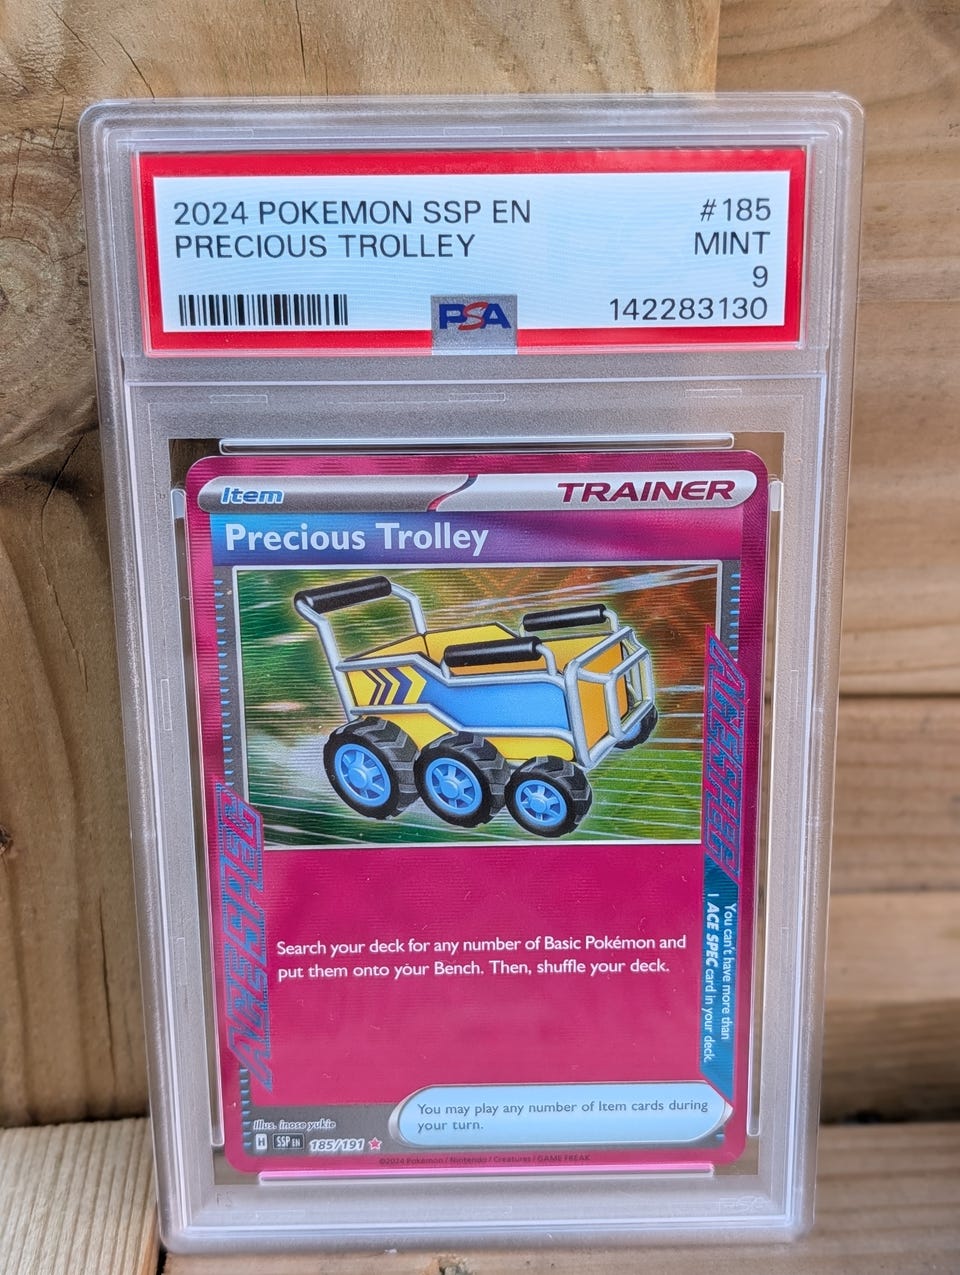 2024 POKEMON SSP EN #185
PRECIOUS TROLLEY MINT
9
PSA 142283130
Item TRAINER
Precious Trolley
ACE SPEC
ACE SPEC
Search your deck for any number of Basic Pokémon and
put them onto your Bench. Then, shuffle your deck.
You can't have more than
1 ACE SPEC card in your deck.
You may play any number of Item cards during
your turn.
Illus. inose yukie
H SSP EN 185/191
©2024 Pokémon / Nintendo / Creatures / GAME FREAK